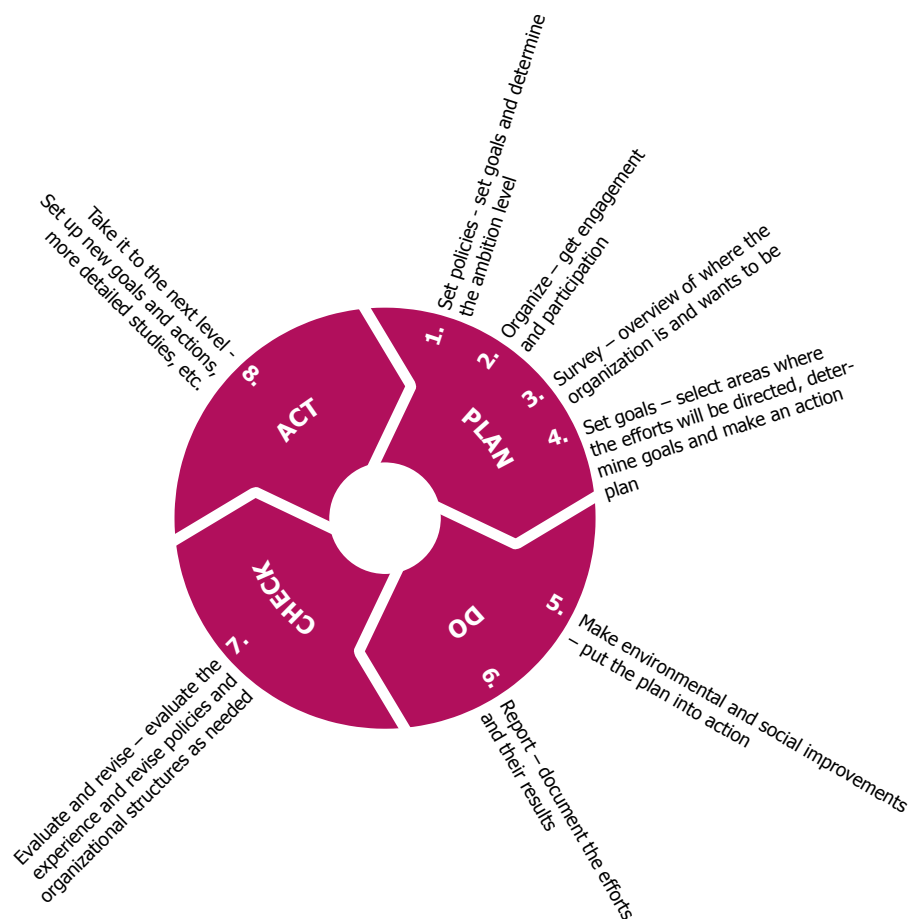 PLAN
1.
Set policies - set goals and determine
the ambition level
2.
Organize – get engagement
and participation
3.
Survey – overview of where the
organization is and wants to be
4.
Set goals – select areas where
the efforts will be directed, deter-
mine goals and make an action
plan
DO
5.
Make environmental and social improvements
– put the plan into action
6.
Report – document the efforts
and their results
CHECK
7.
Evaluate and revise – evaluate the
experience and revise policies and
organizational structures as needed
ACT
8.
Take it to the next level -
Set up new goals and actions,
more detailed studies, etc.